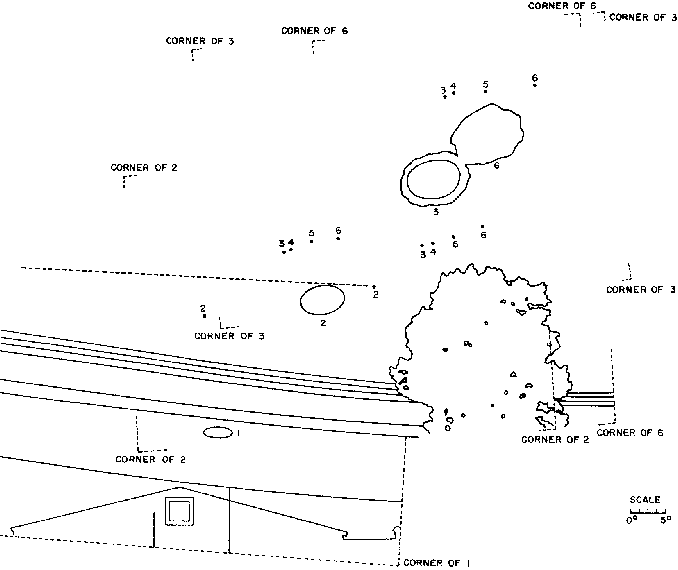 CORNER OF 6
CORNER OF 3
CORNER OF 3
CORNER OF 6
3 4 5 6
6
CORNER OF 2
3
3 4 5 6
3 4 6 6
CORNER OF 3
2
2
2
CORNER OF 3
1
CORNER OF 2
CORNER OF 2
CORNER OF 6
SCALE
0° 5°
CORNER OF 1